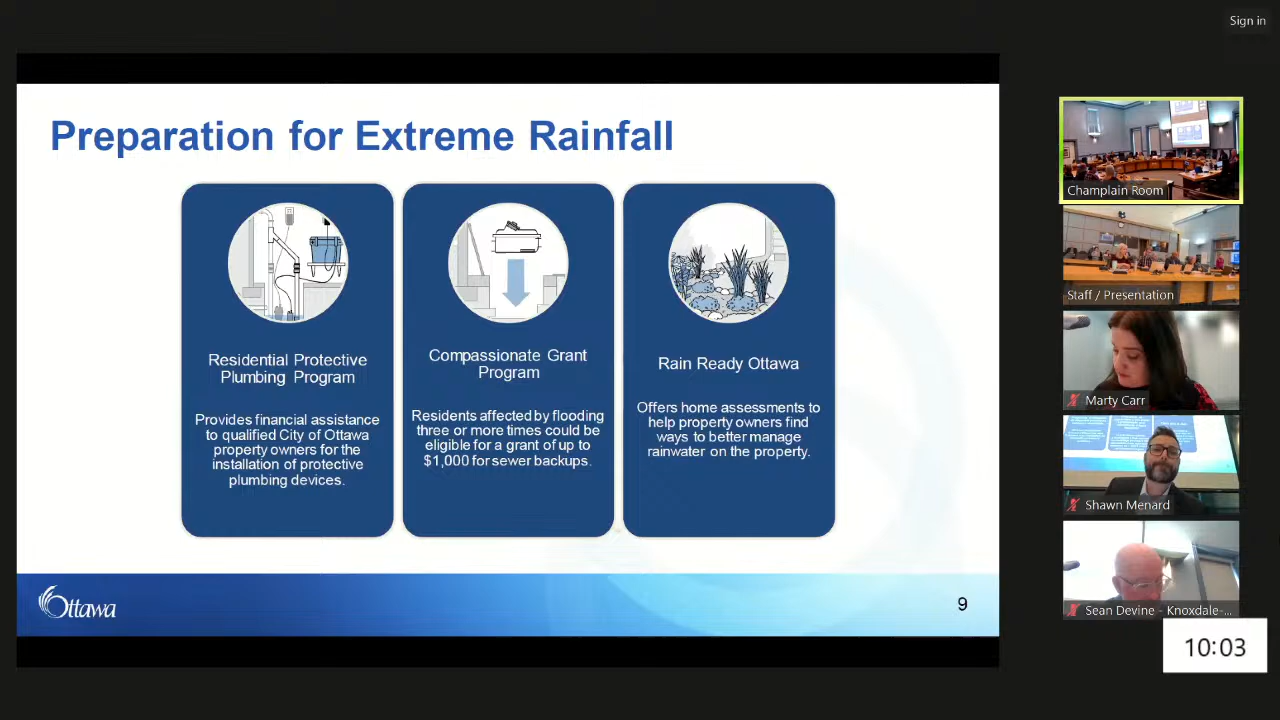 Sign in
Preparation for Extreme Rainfall
Residential Protective
Plumbing Program
Provides financial assistance
to qualified City of Ottawa
property owners for the
installation of protective
plumbing devices.
Compassionate Grant
Program
Residents affected by flooding
three or more times could be
eligible for a grant of up to
$1,000 for sewer backups.
Rain Ready Ottawa
Offers home assessments to
help property owners find
ways to better manage
rainwater on the property.
Ottawa
9
Champlain Room
Staff / Presentation
Marty Carr
Shawn Menard
Sean Devine - Knoxdale-...
10:03